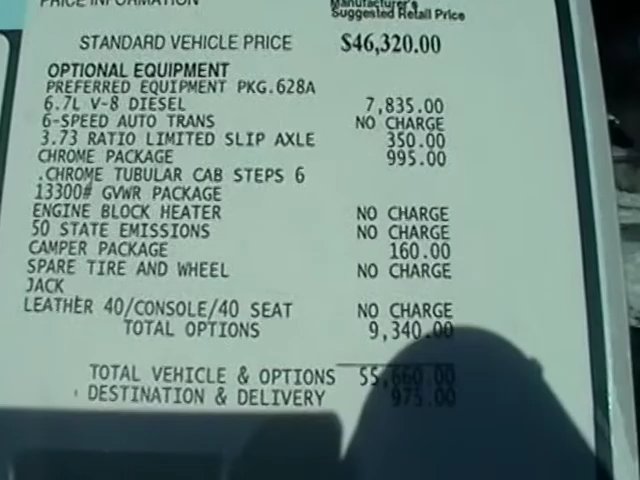 PRICE INFORMATION Manufacturer's
Suggested Retail Price
STANDARD VEHICLE PRICE $46,320.00
OPTIONAL EQUIPMENT
PREFERRED EQUIPMENT PKG.628A
6.7L V-8 DIESEL 7,835.00
6-SPEED AUTO TRANS NO CHARGE
3.73 RATIO LIMITED SLIP AXLE 350.00
CHROME PACKAGE 995.00
.CHROME TUBULAR CAB STEPS 6
13300# GVWR PACKAGE
ENGINE BLOCK HEATER NO CHARGE
50 STATE EMISSIONS NO CHARGE
CAMPER PACKAGE 160.00
SPARE TIRE AND WHEEL NO CHARGE
JACK
LEATHER 40/CONSOLE/40 SEAT NO CHARGE
TOTAL OPTIONS 9,340.00
TOTAL VEHICLE & OPTIONS 55,660.00
DESTINATION & DELIVERY 975.00